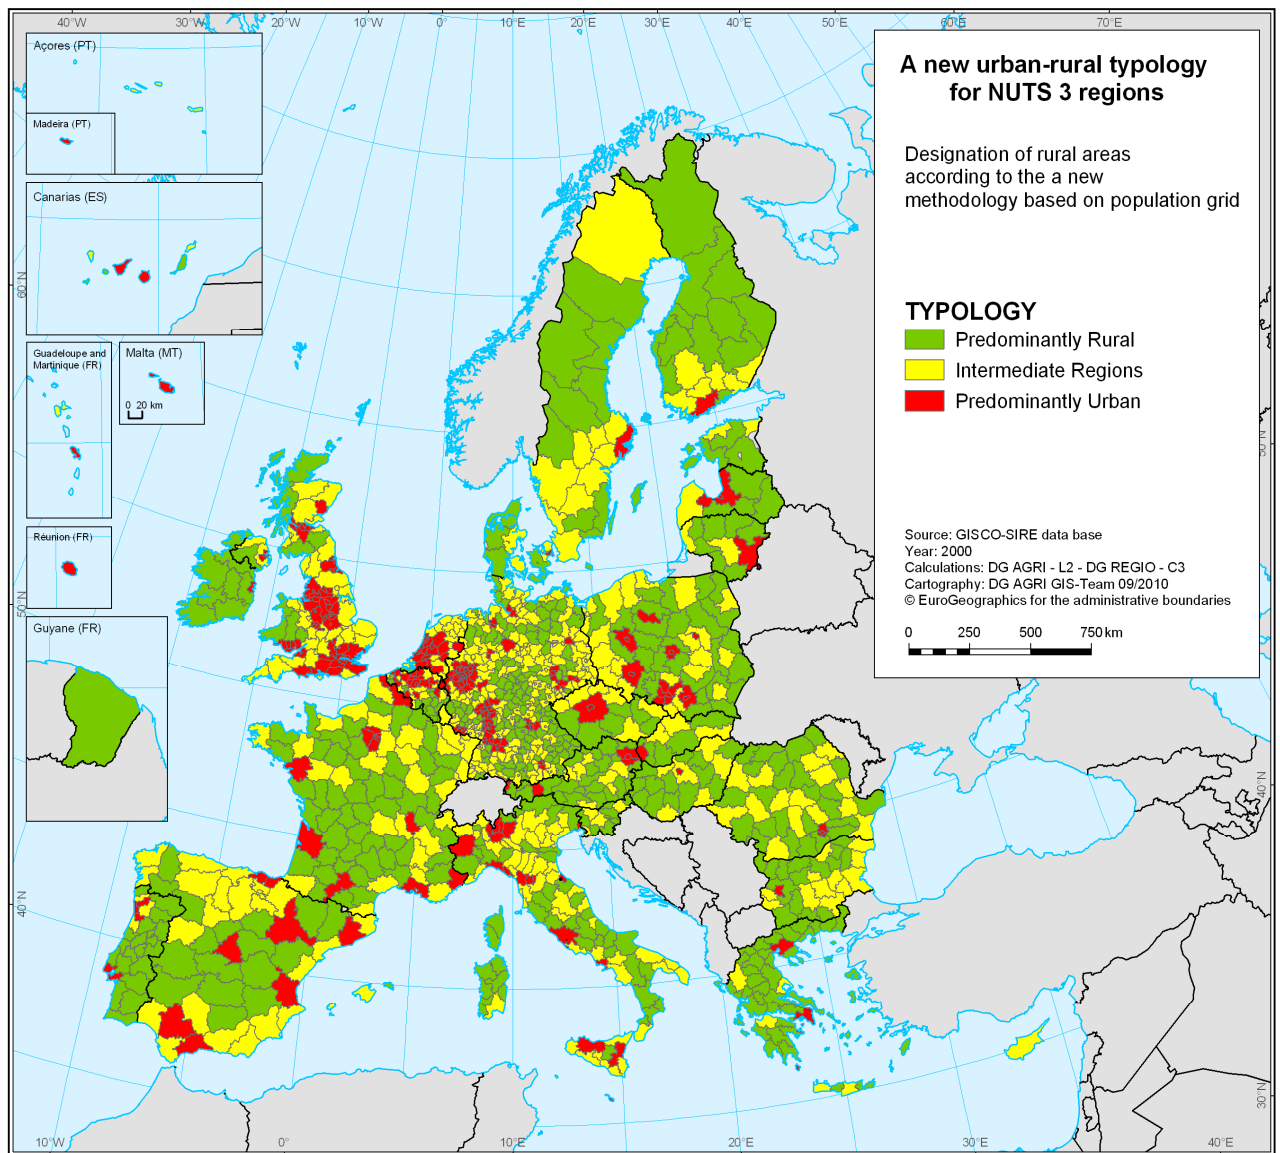 40°W 30°W 20°W 10°W 0° 10°E 20°E 30°E 40°E 50°E 60°E 70°E
Açores (PT)
Madeira (PT)
Canarias (ES)
Guadeloupe and
Martinique (FR)
Malta (MT)
0 20 km
Réunion (FR)
Guyane (FR)
A new urban-rural typology
for NUTS 3 regions
Designation of rural areas
according to the a new
methodology based on population grid
TYPOLOGY
Predominantly Rural
Intermediate Regions
Predominantly Urban
Source: GISCO-SIRE data base
Year: 2000
Calculations: DG AGRI - L2 - DG REGIO - C3
Cartography: DG AGRI GIS-Team 09/2010
© EuroGeographics for the administrative boundaries
0 250 500 750 km
60°N
50°N
40°N
50°N
40°N
30°N
10°W 0° 10°E 20°E 30°E 40°E